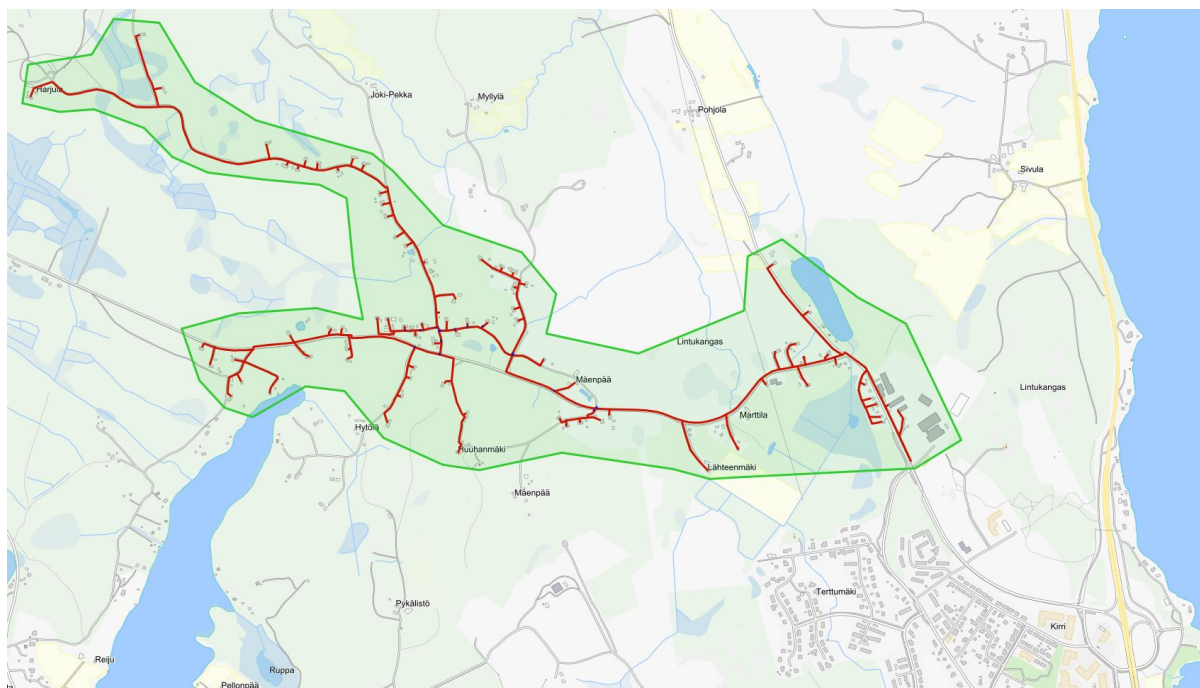 Harjula
Joki-Pekka
Myllylä
Pohjola
Sivula
Lintukangas
Mäenpää
Lintukangas
Marttila
Hytölä
Huuhanmäki
Lähteenmäki
Mäenpää
Terttumäki
Pykälistö
Kirri
Reiju
Ruppa
Pellonpää